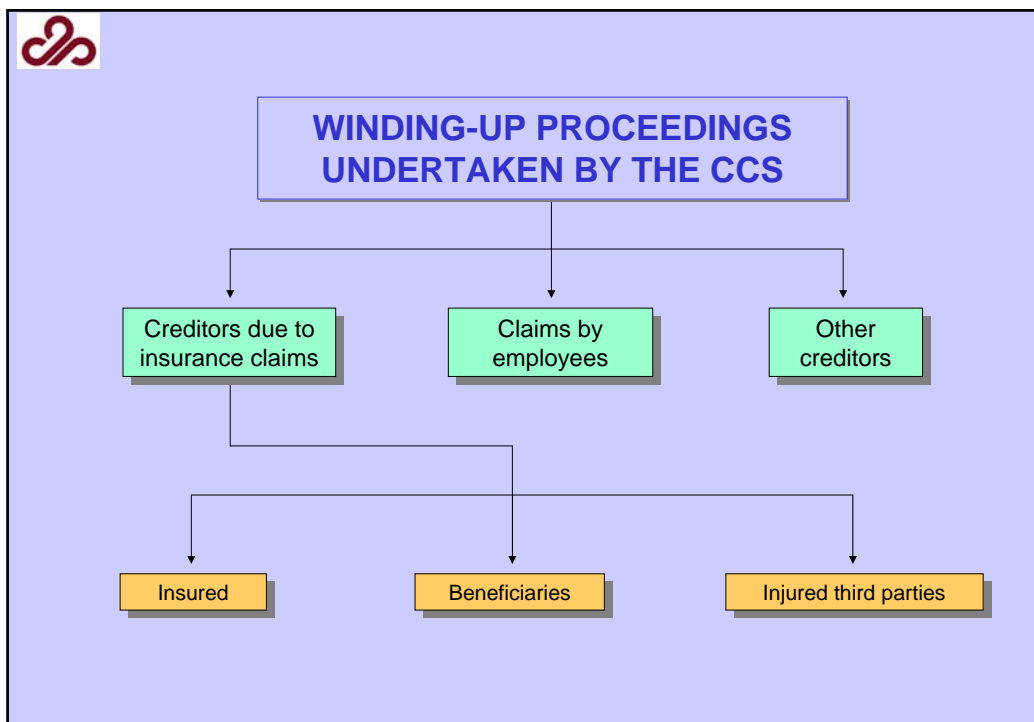 WINDING-UP PROCEEDINGS
UNDERTAKEN BY THE CCS
Creditors due to
insurance claims
Claims by
employees
Other
creditors
Insured
Beneficiaries
Injured third parties